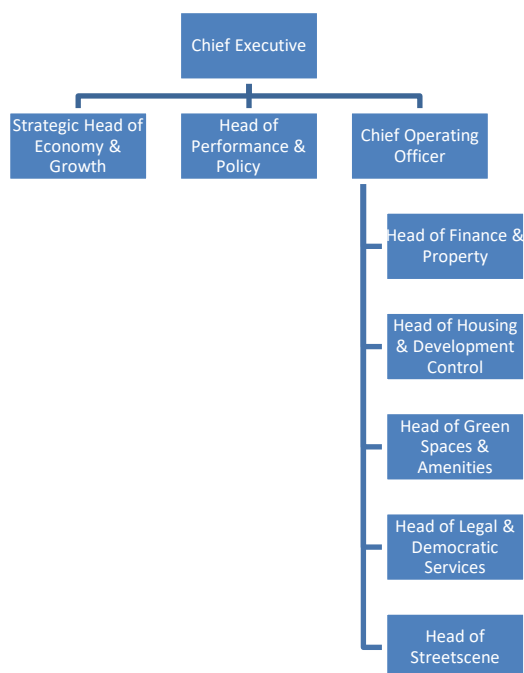 Chief Executive
Strategic Head of
Economy &
Growth
Head of
Performance &
Policy
Chief Operating
Officer
Head of Finance &
Property
Head of Housing
& Development
Control
Head of Green
Spaces &
Amenities
Head of Legal &
Democratic
Services
Head of
Streetscene